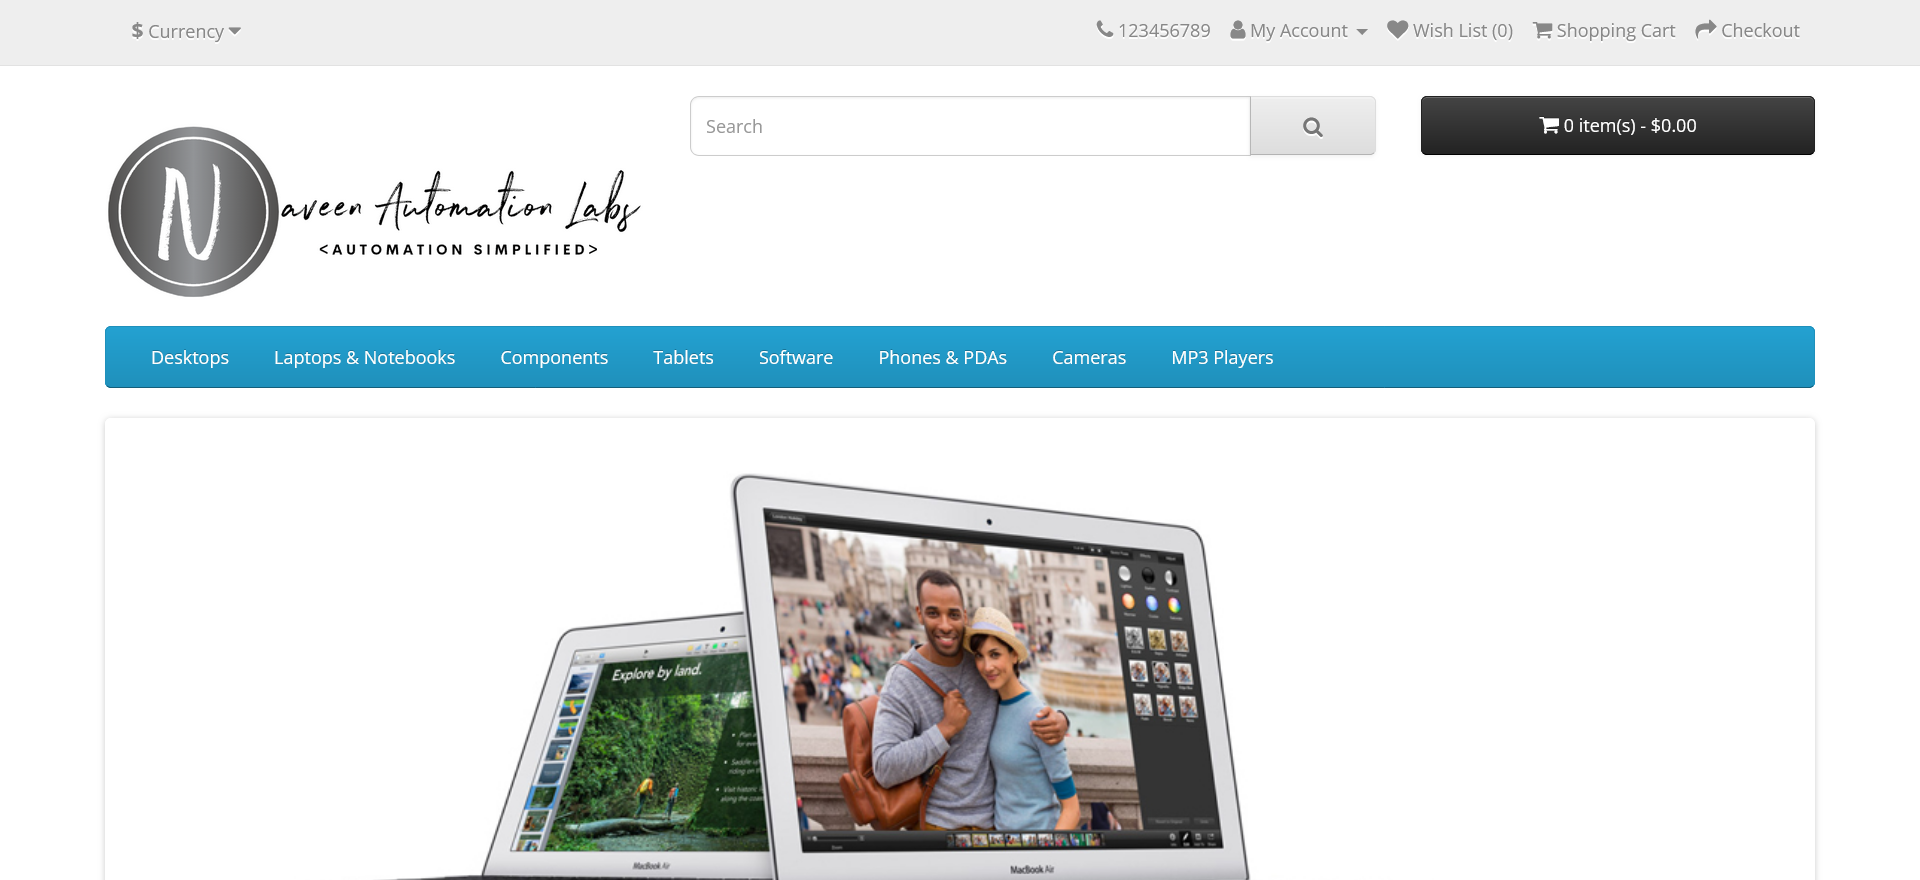 $ Currency
123456789 My Account Wish List (0) Shopping Cart Checkout
Search
0 item(s) - $0.00
N
aveen Automation Labs
<AUTOMATION SIMPLIFIED>
Desktops Laptops & Notebooks Components Tablets Software Phones & PDAs Cameras MP3 Players
Explore by land.
MacBook Air
MacBook Air